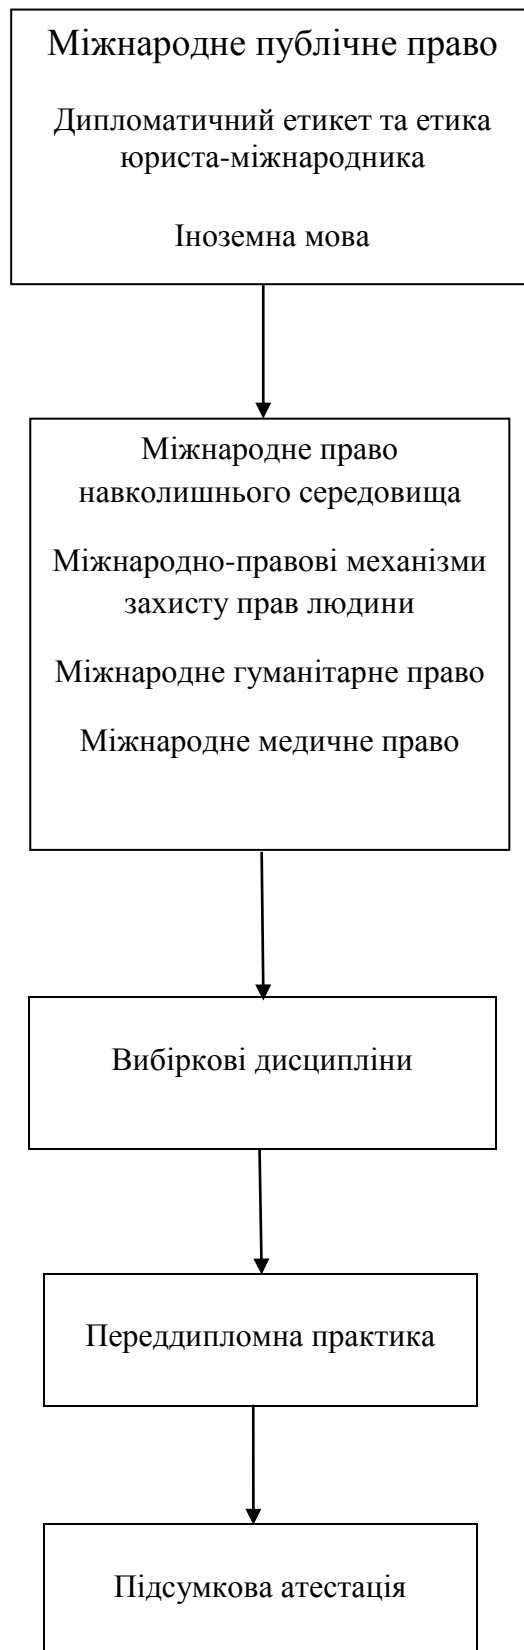 Міжнародне публічне право
Дипломатичний етикет та етика
юриста-міжнародника
Іноземна мова
Міжнародне право
навколишнього середовища
Міжнародно-правові механізми
захисту прав людини
Міжнародне гуманітарне право
Міжнародне медичне право
Вибіркові дисципліни
Переддипломна практика
Підсумкова атестація